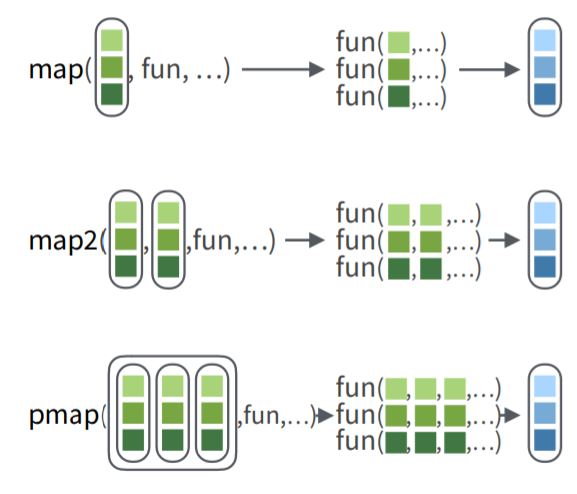 map( , fun, …)
fun( ,…)
fun( ,…)
fun( ,…)
map2( , ,fun,…)
fun( , ,…)
fun( , ,…)
fun( , ,…)
pmap( ,fun,…)
fun( , , ,…)
fun( , , ,…)
fun( , , ,…)